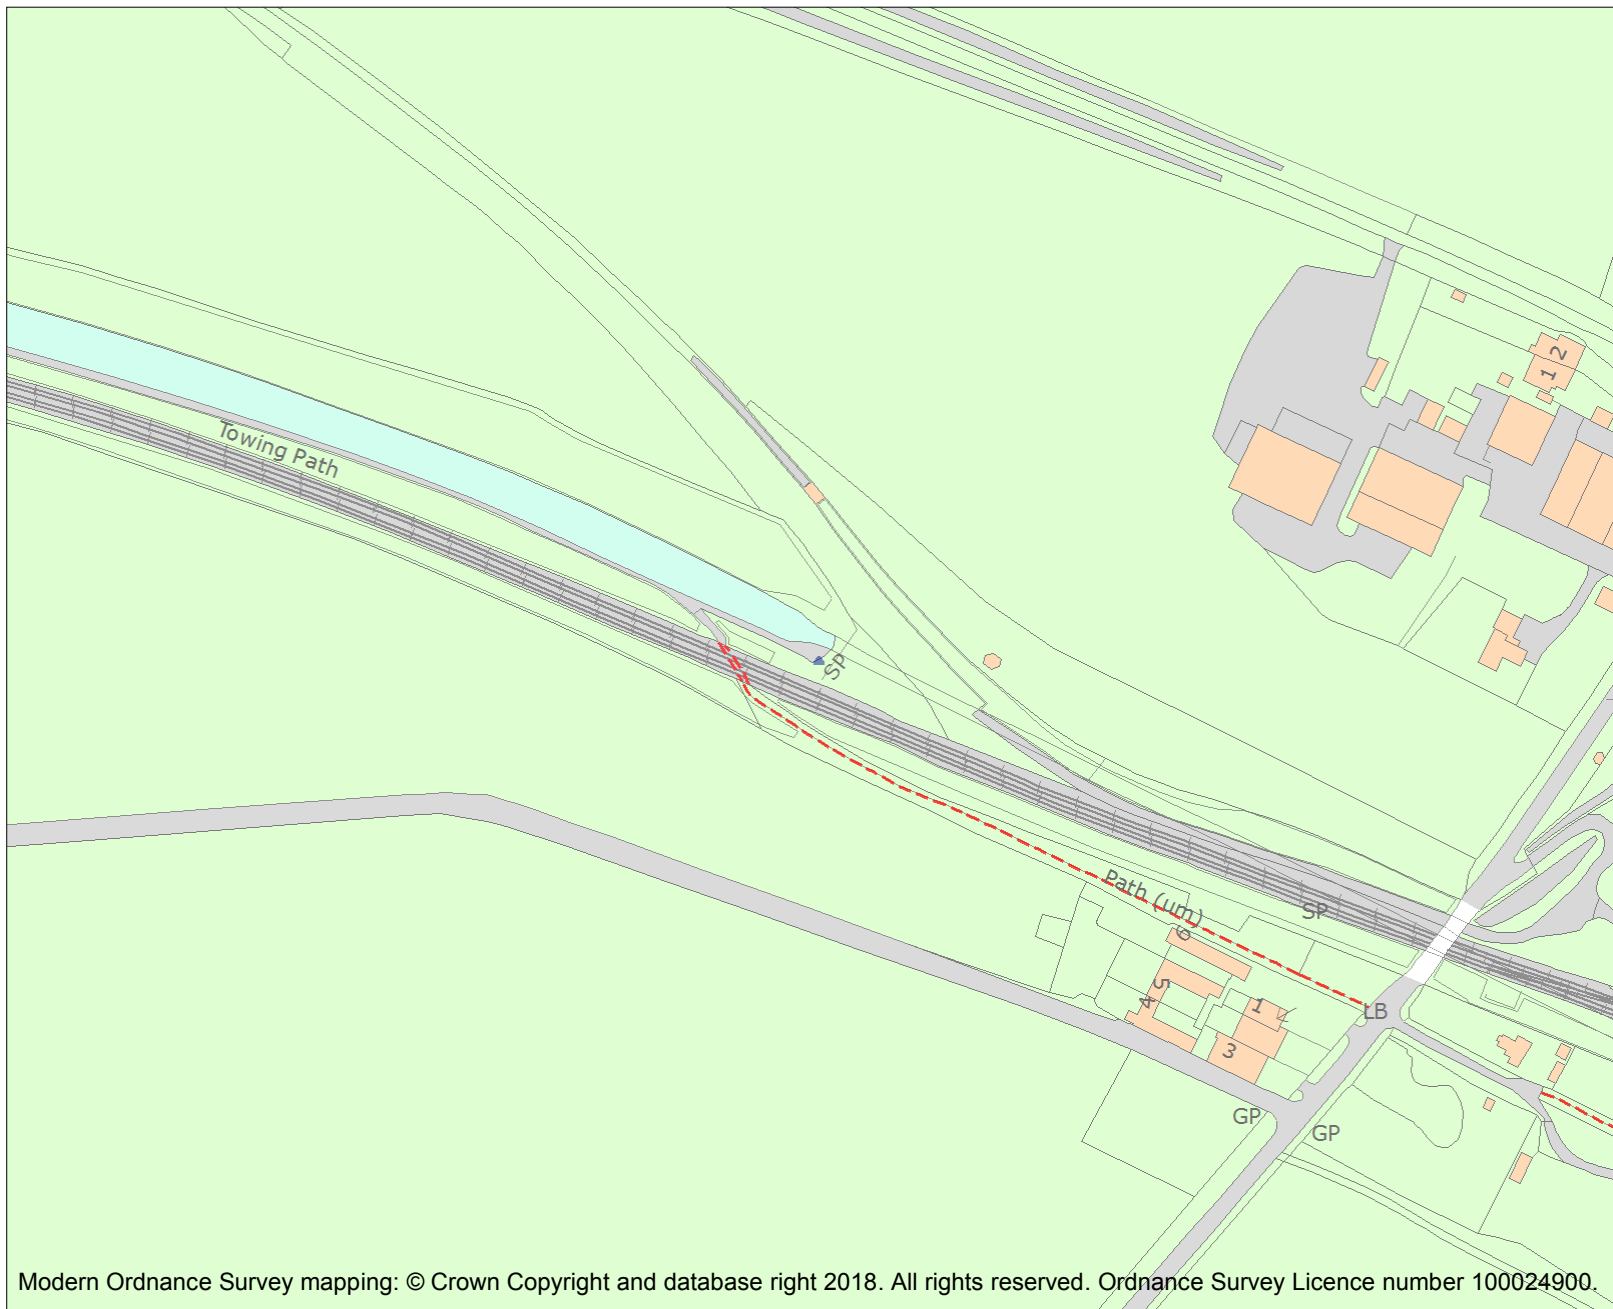 2
1
Towing Path
SP
Path (um)
SP
6
5
4
1
LB
3
GP
GP
Modern Ordnance Survey mapping: © Crown Copyright and database right 2018. All rights reserved. Ordnance Survey Licence number 100024900.